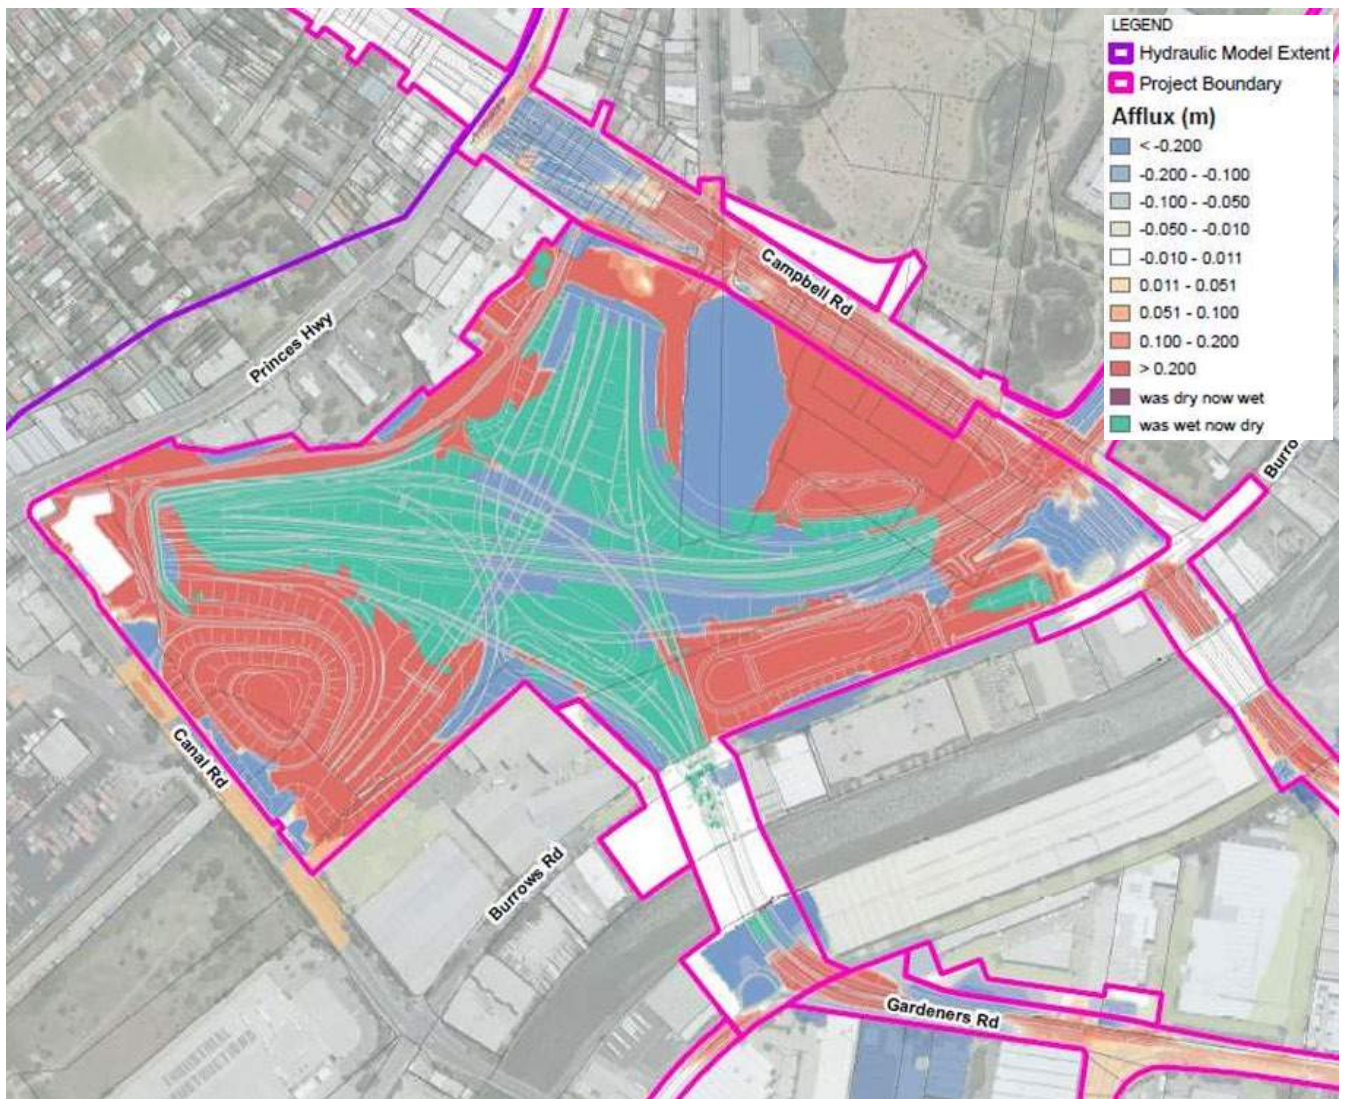 LEGEND
Hydraulic Model Extent
Project Boundary
Afflux (m)
< -0.200
-0.200 - -0.100
-0.100 - -0.050
-0.050 - -0.010
-0.010 - 0.011
0.011 - 0.051
0.051 - 0.100
0.100 - 0.200
> 0.200
was dry now wet
was wet now dry
Campbell Rd
Princes Hwy
Burro
Canal Rd
Burrows Rd
Gardeners Rd